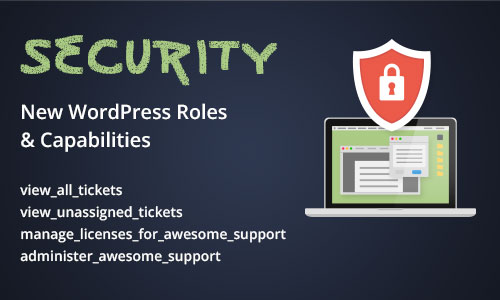 SECURITY
New WordPress Roles
& Capabilities
view_all_tickets
view_unassigned_tickets
manage_licenses_for_awesome_support
administer_awesome_support